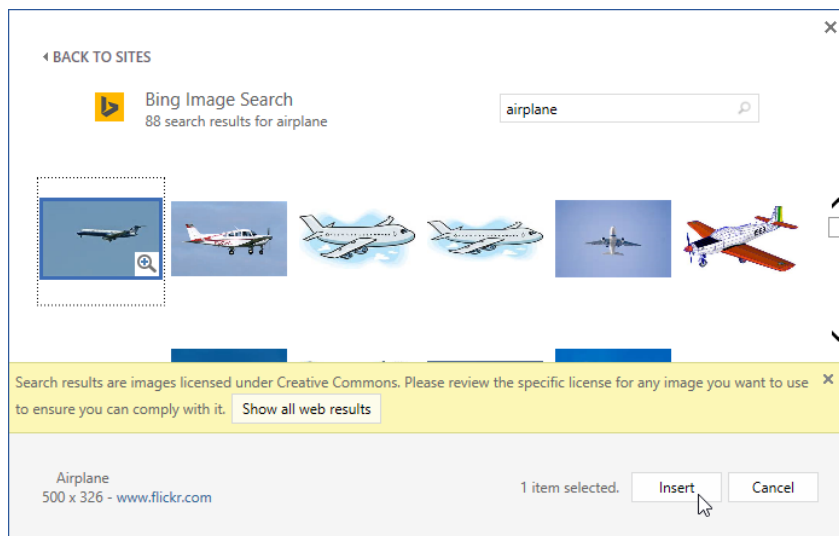 BACK TO SITES
Bing Image Search
88 search results for airplane
airplane
Search results are images licensed under Creative Commons. Please review the specific license for any image you want to use
to ensure you can comply with it. Show all web results
Airplane
500 x 326 - www.flickr.com
1 item selected. Insert Cancel